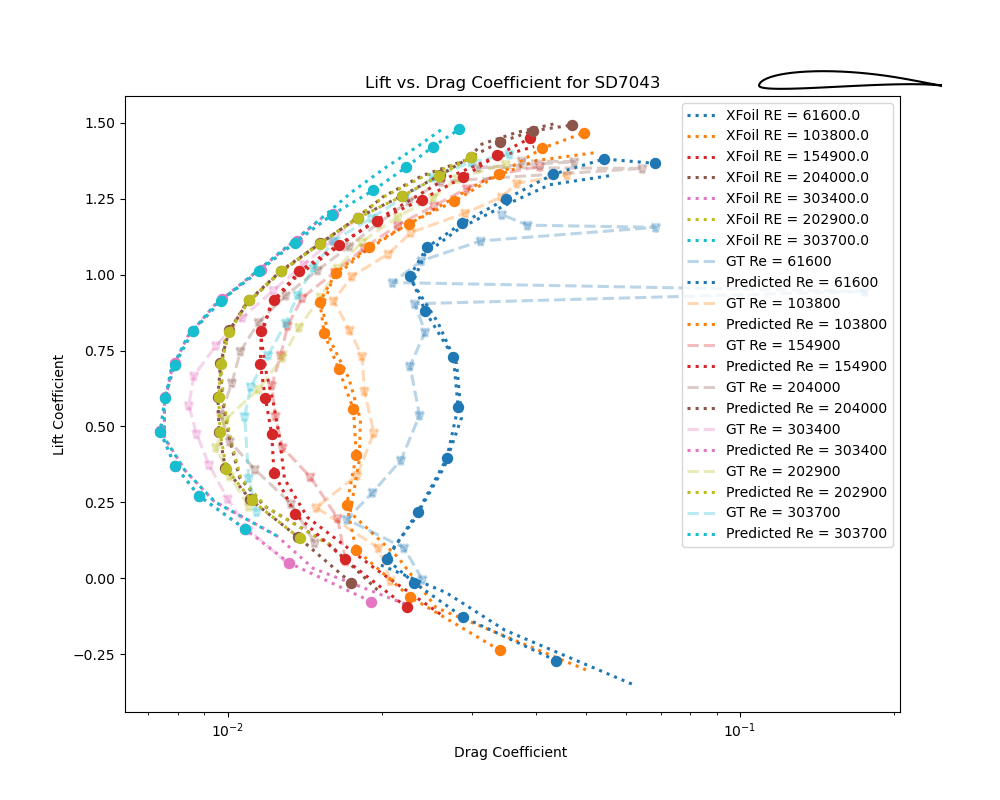 Lift vs. Drag Coefficient for SD7043
XFoil RE = 61600.0
XFoil RE = 103800.0
XFoil RE = 154900.0
XFoil RE = 204000.0
XFoil RE = 303400.0
XFoil RE = 202900.0
XFoil RE = 303700.0
GT Re = 61600
Predicted Re = 61600
GT Re = 103800
Predicted Re = 103800
GT Re = 154900
Predicted Re = 154900
GT Re = 204000
Predicted Re = 204000
GT Re = 303400
Predicted Re = 303400
GT Re = 202900
Predicted Re = 202900
GT Re = 303700
Predicted Re = 303700
Lift Coefficient
1.50
1.25
1.00
0.75
0.50
0.25
0.00
−0.25
10⁻² 10⁻¹
Drag Coefficient